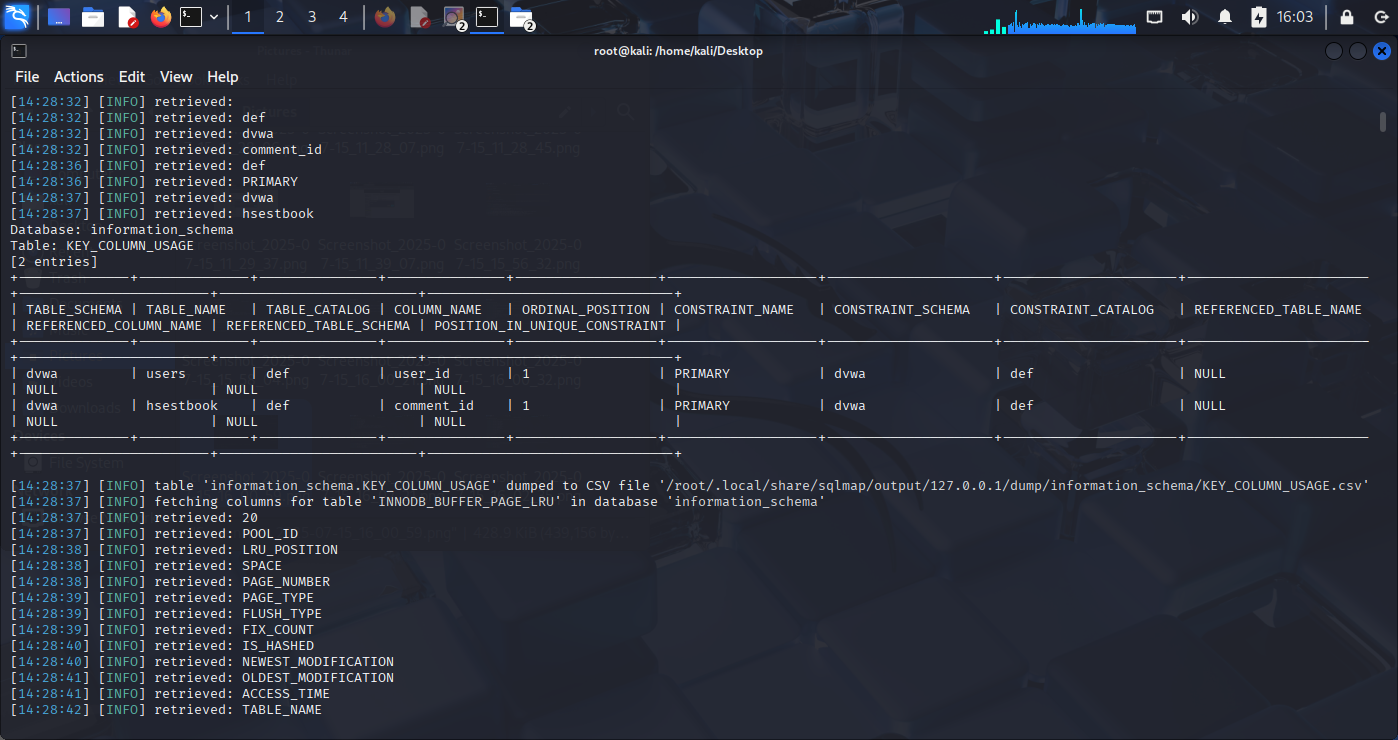 1 2 3 4 2 2 16:03
root@kali: /home/kali/Desktop
File Actions Edit View Help
[14:28:32] [INFO] retrieved:
[14:28:32] [INFO] retrieved: def
[14:28:32] [INFO] retrieved: dvwa
[14:28:32] [INFO] retrieved: comment_id
[14:28:36] [INFO] retrieved: def
[14:28:36] [INFO] retrieved: PRIMARY
[14:28:37] [INFO] retrieved: dvwa
[14:28:37] [INFO] retrieved: hsestbook
Database: information_schema
Table: KEY_COLUMN_USAGE
[2 entries]
| TABLE_SCHEMA | TABLE_NAME | TABLE_CATALOG | COLUMN_NAME | ORDINAL_POSITION | CONSTRAINT_NAME | CONSTRAINT_SCHEMA | CONSTRAINT_CATALOG | REFERENCED_TABLE_NAME
| REFERENCED_COLUMN_NAME | REFERENCED_TABLE_SCHEMA | POSITION_IN_UNIQUE_CONSTRAINT |
| dvwa | users | def | user_id | 1 | PRIMARY | dvwa | def | NULL
| NULL | NULL | NULL |
| dvwa | hsestbook | def | comment_id | 1 | PRIMARY | dvwa | def | NULL
| NULL | NULL | NULL |
[14:28:37] [INFO] table 'information_schema.KEY_COLUMN_USAGE' dumped to CSV file '/root/.local/share/sqlmap/output/127.0.0.1/dump/information_schema/KEY_COLUMN_USAGE.csv'
[14:28:37] [INFO] fetching columns for table 'INNODB_BUFFER_PAGE_LRU' in database 'information_schema'
[14:28:37] [INFO] retrieved: 20
[14:28:37] [INFO] retrieved: POOL_ID
[14:28:38] [INFO] retrieved: LRU_POSITION
[14:28:38] [INFO] retrieved: SPACE
[14:28:38] [INFO] retrieved: PAGE_NUMBER
[14:28:39] [INFO] retrieved: PAGE_TYPE
[14:28:39] [INFO] retrieved: FLUSH_TYPE
[14:28:39] [INFO] retrieved: FIX_COUNT
[14:28:40] [INFO] retrieved: IS_HASHED
[14:28:40] [INFO] retrieved: NEWEST_MODIFICATION
[14:28:41] [INFO] retrieved: OLDEST_MODIFICATION
[14:28:41] [INFO] retrieved: ACCESS_TIME
[14:28:42] [INFO] retrieved: TABLE_NAME